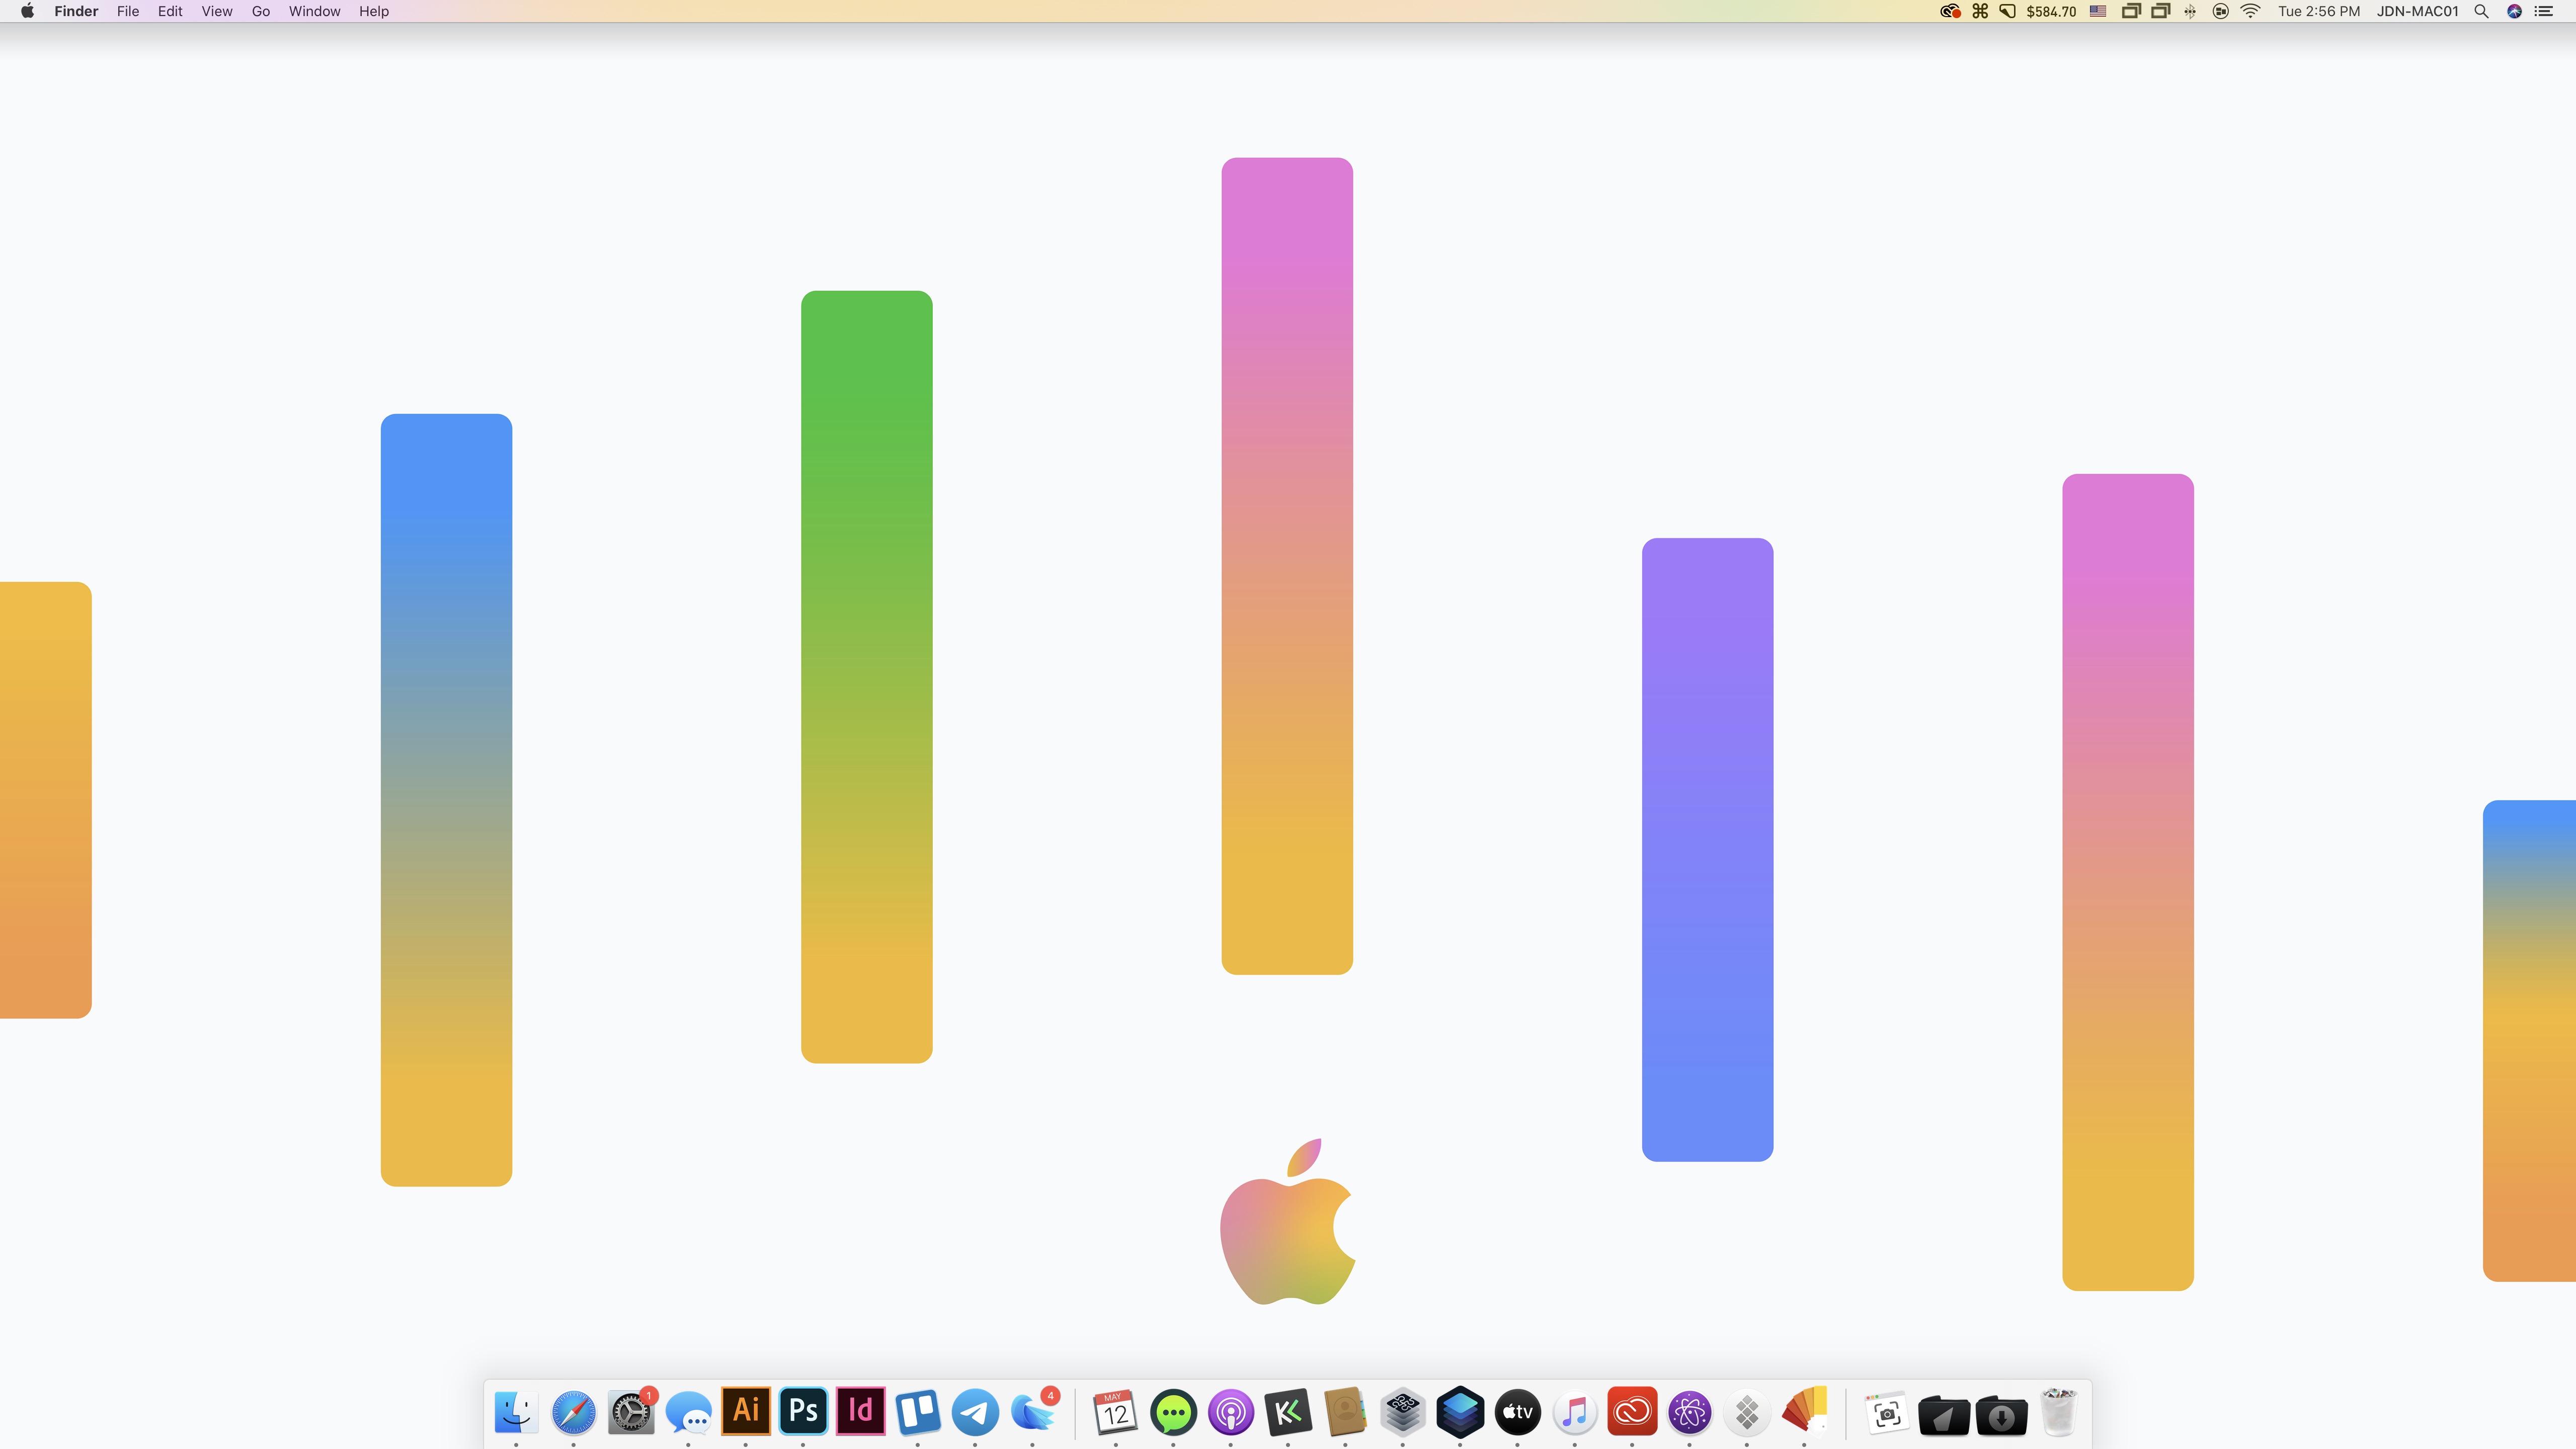 Finder File Edit View Go Window Help $584.70 Tue 2:56 PM JDN-MAC01
1 Ai Ps Id 4 MAY 12 tv